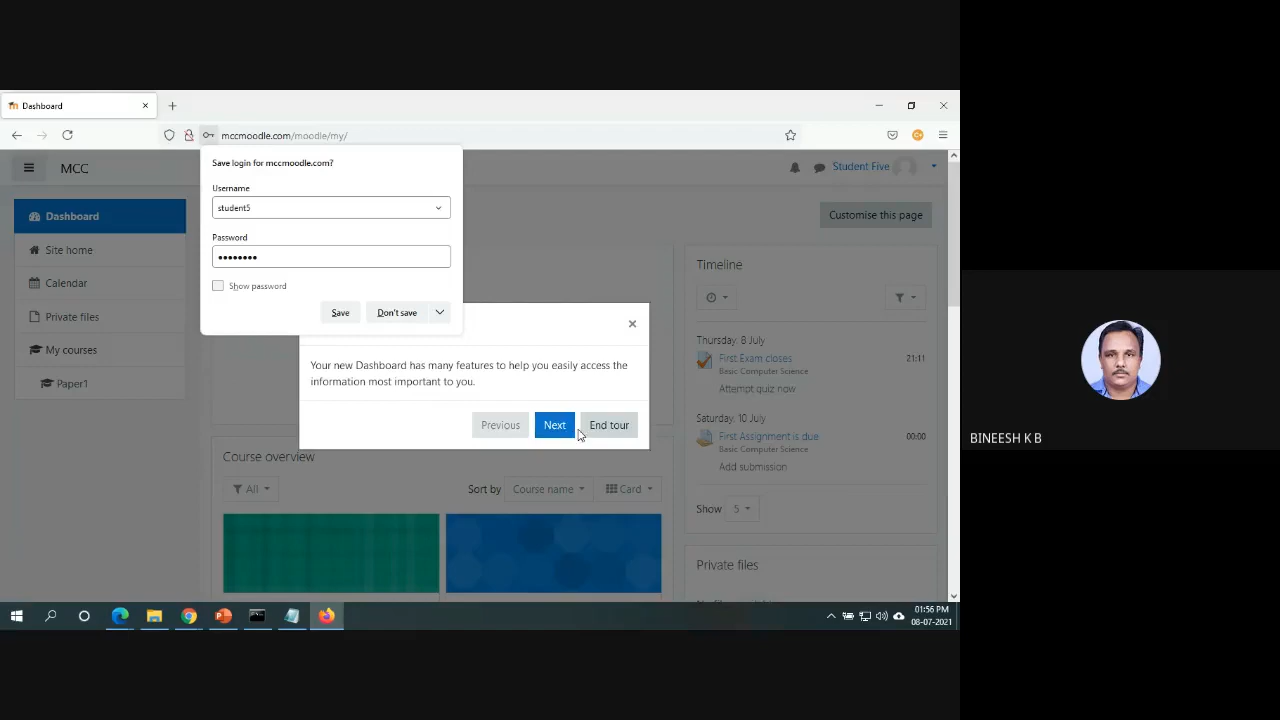 Dashboard
mccmoodle.com/moodle/my/
MCC
Student Five
Save login for mccmoodle.com?
Username
student5
Password
••••••••
Show password
Save
Don't save
Dashboard
Site home
Calendar
Private files
My courses
Paper1
Customise this page
Your new Dashboard has many features to help you easily access the
information most important to you.
Previous
Next
End tour
Course overview
All
Sort by
Course name
Card
Timeline
Thursday, 8 July
First Exam closes
21:11
Basic Computer Science
Attempt quiz now
Saturday, 10 July
First Assignment is due
00:00
Basic Computer Science
Add submission
Show 5
Private files
01:56 PM
08-07-2021
BINEESH K B